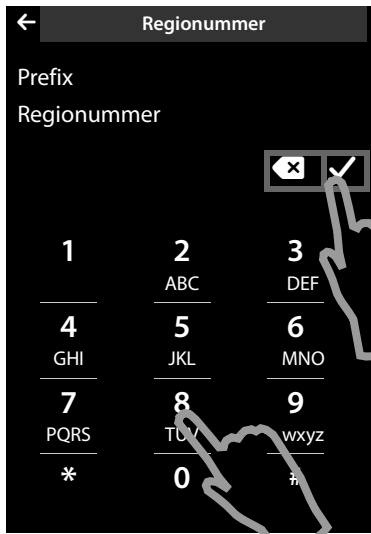 Regionummer
Prefix
Regionummer
1 2 3
ABC DEF
4 5 6
GHI JKL MNO
7 8 9
PQRS TUV wxyz
* 0 #